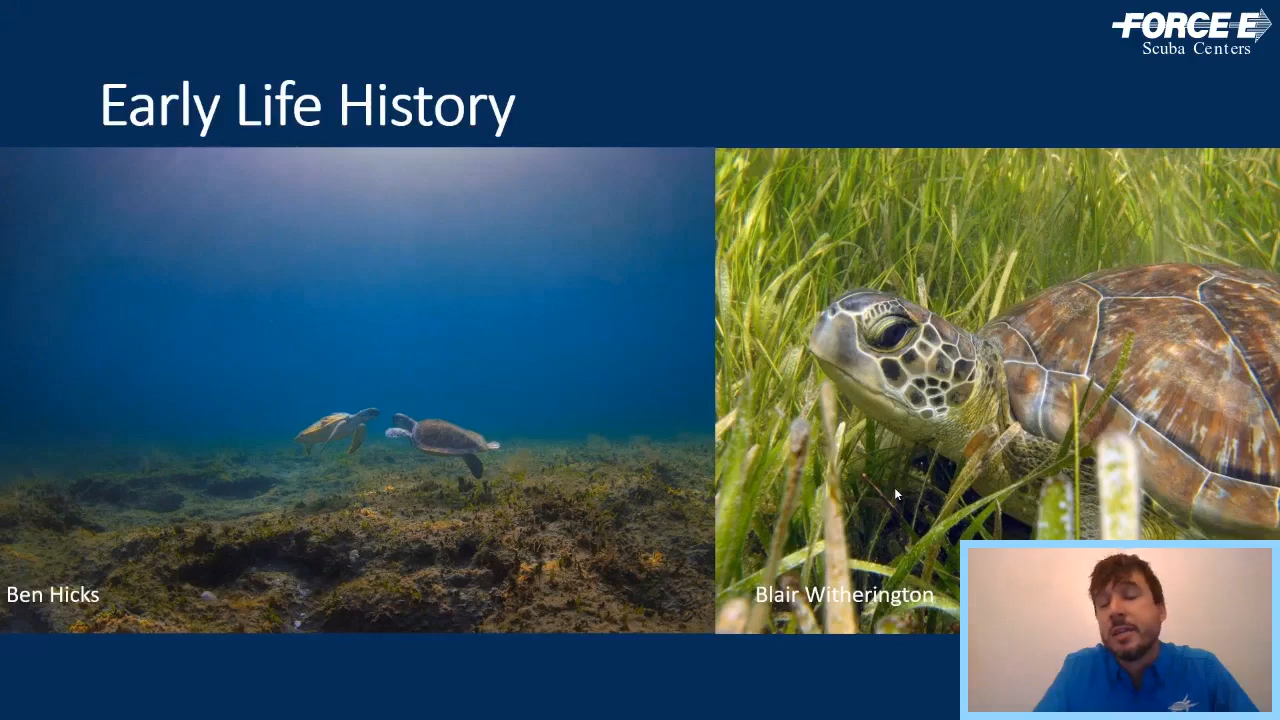 FORCE-E
Scuba Centers
Early Life History
Ben Hicks
Blair Witherington